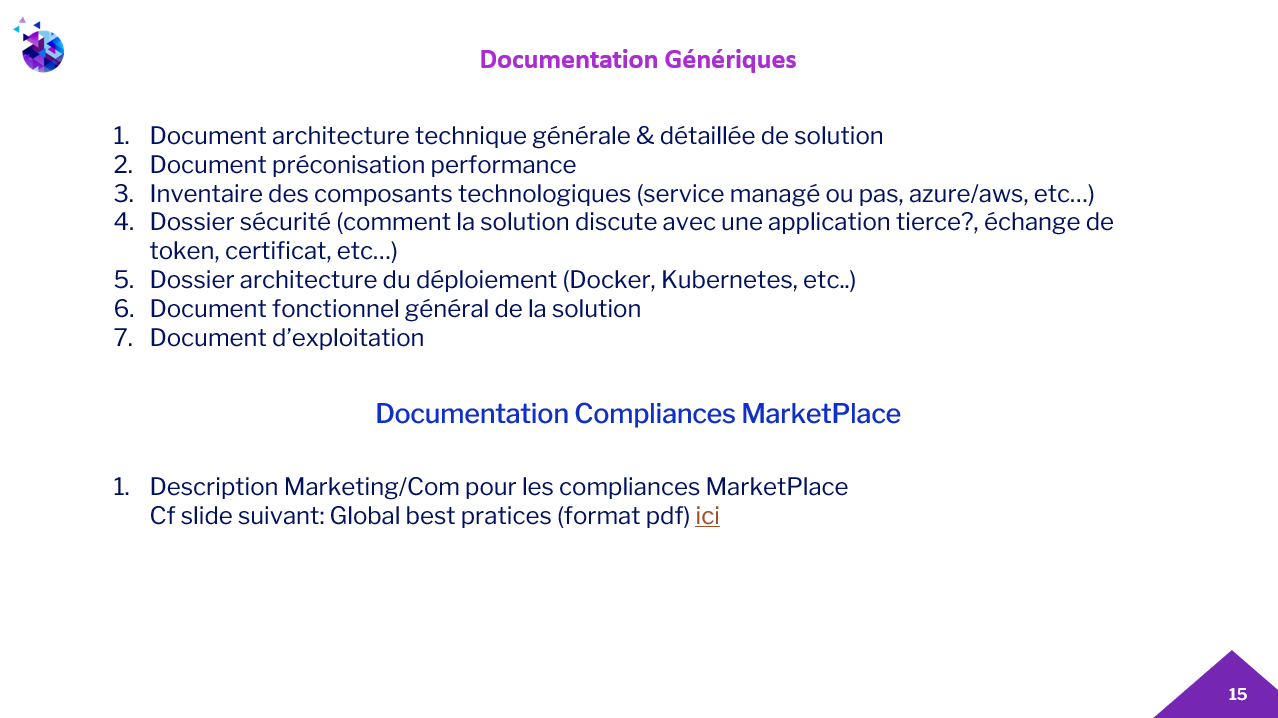 Documentation Génériques
1. Document architecture technique générale & détaillée de solution
2. Document préconisation performance
3. Inventaire des composants technologiques (service managé ou pas, azure/aws, etc…)
4. Dossier sécurité (comment la solution discute avec une application tierce?, échange de
token, certificat, etc…)
5. Dossier architecture du déploiement (Docker, Kubernetes, etc..)
6. Document fonctionnel général de la solution
7. Document d’exploitation
Documentation Compliances MarketPlace
1. Description Marketing/Com pour les compliances MarketPlace
Cf slide suivant: Global best pratices (format pdf) ici
15